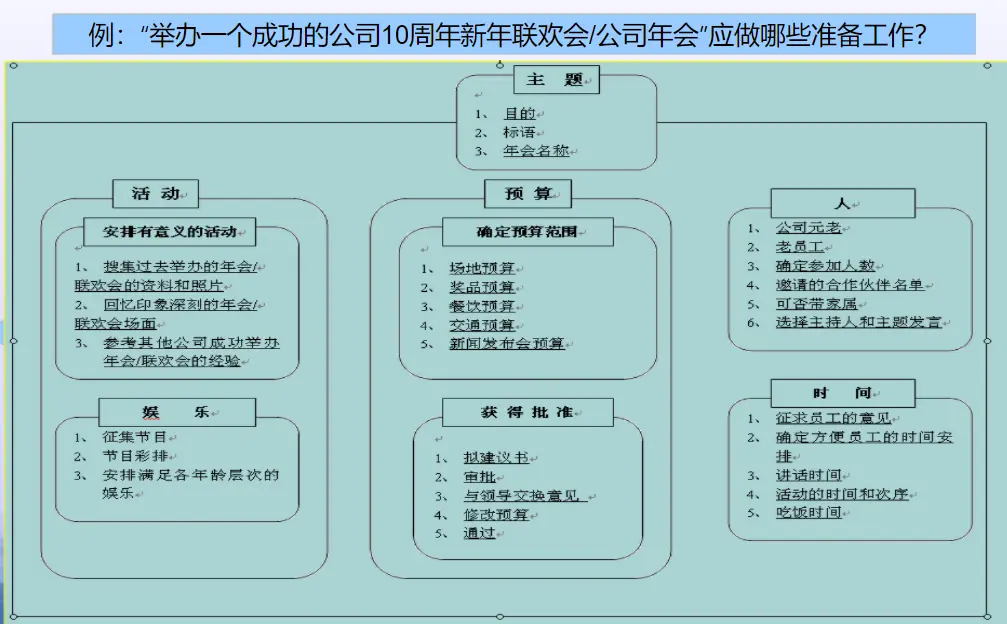 例：“举办一个成功的公司10周年新年联欢会/公司年会”应做哪些准备工作？
主 题
1、 目的
2、 标语
3、 年会名称
活 动
安排有意义的活动
1、 搜集过去举办的年会/
联欢会的资料和照片
2、 回忆印象深刻的年会/
联欢会场面
3、 参考其他公司成功举办
年会/联欢会的经验
娱 乐
1、 征集节目
2、 节目彩排
3、 安排满足各年龄层次的
娱乐
预 算
确定预算范围
1、 场地预算
2、 奖品预算
3、 餐饮预算
4、 交通预算
5、 新闻发布会预算
获 得 批 准
1、 拟建议书
2、 审批
3、 与领导交换意见
4、 修改预算
5、 通过
人
1、 公司元老
2、 老员工
3、 确定参加人数
4、 邀请的合作伙伴名单
5、 可否带家属
6、 选择主持人和主题发言
时 间
1、 征求员工的意见
2、 确定方便员工的时间安
排
3、 讲话时间
4、 活动的时间和次序
5、 吃饭时间